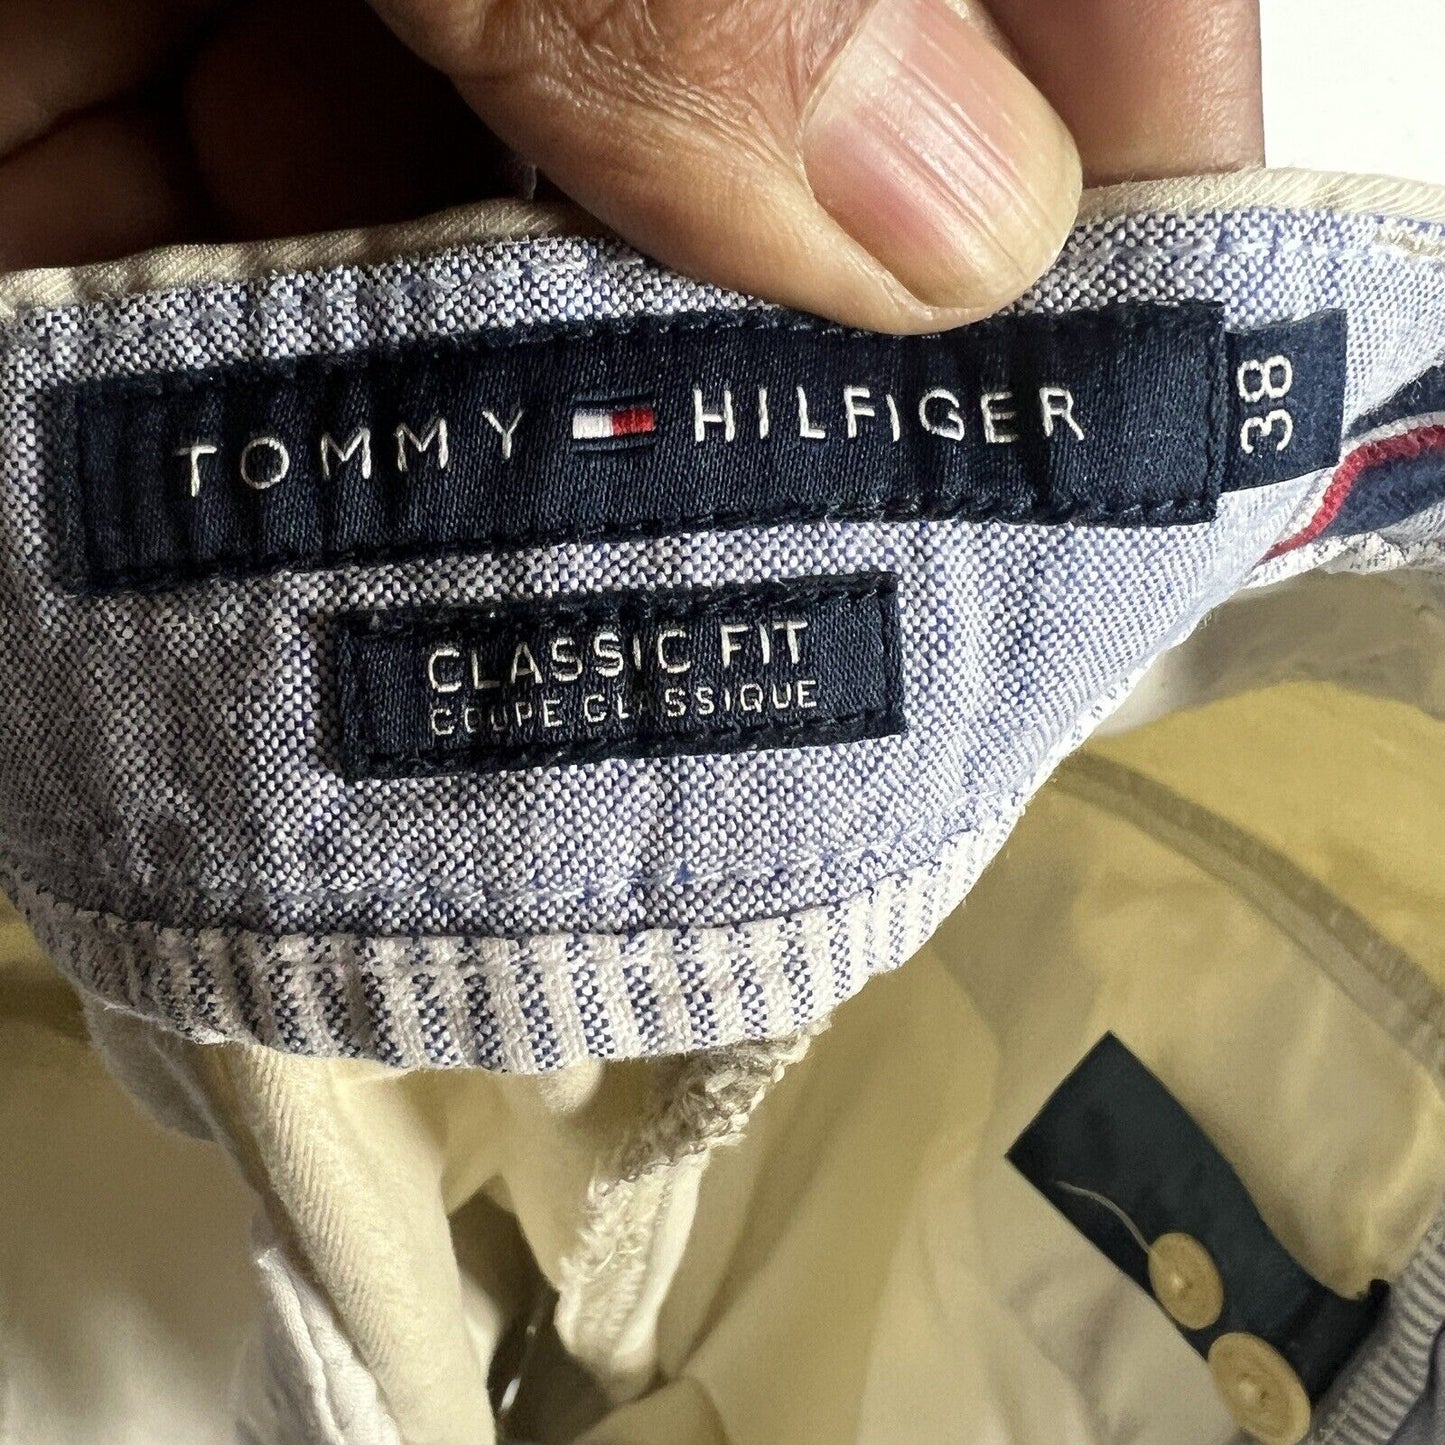 TOMMY HILFIGER
38
CLASSIC FIT
COUPE CLASSIQUE